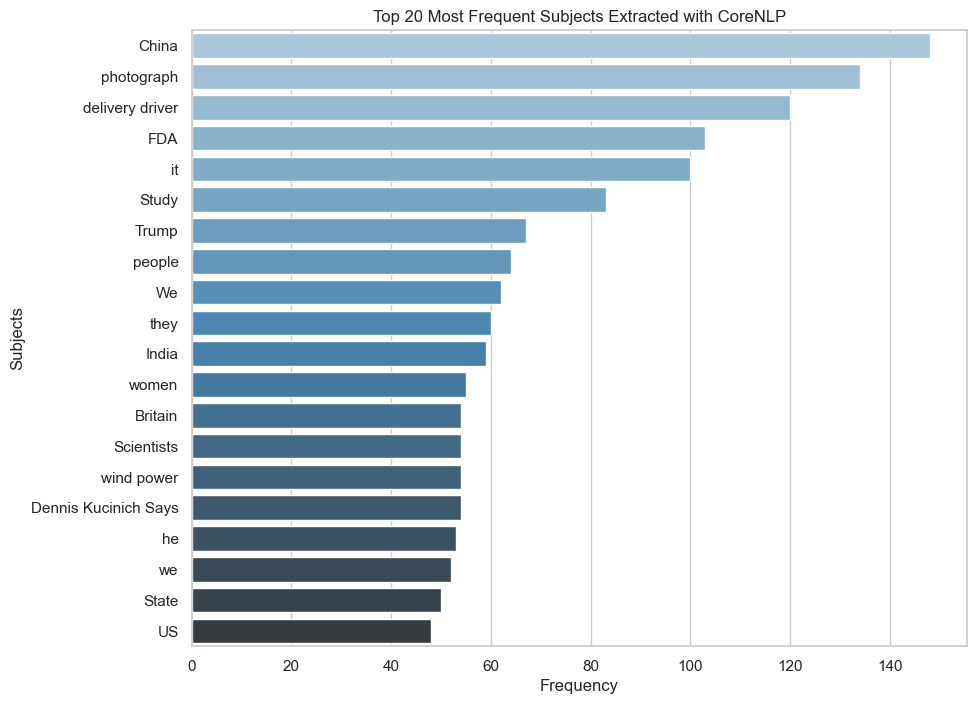 Top 20 Most Frequent Subjects Extracted with CoreNLP
Subjects
China
photograph
delivery driver
FDA
it
Study
Trump
people
We
they
India
women
Britain
Scientists
wind power
Dennis Kucinich Says
he
we
State
US
0 20 40 60 80 100 120 140
Frequency